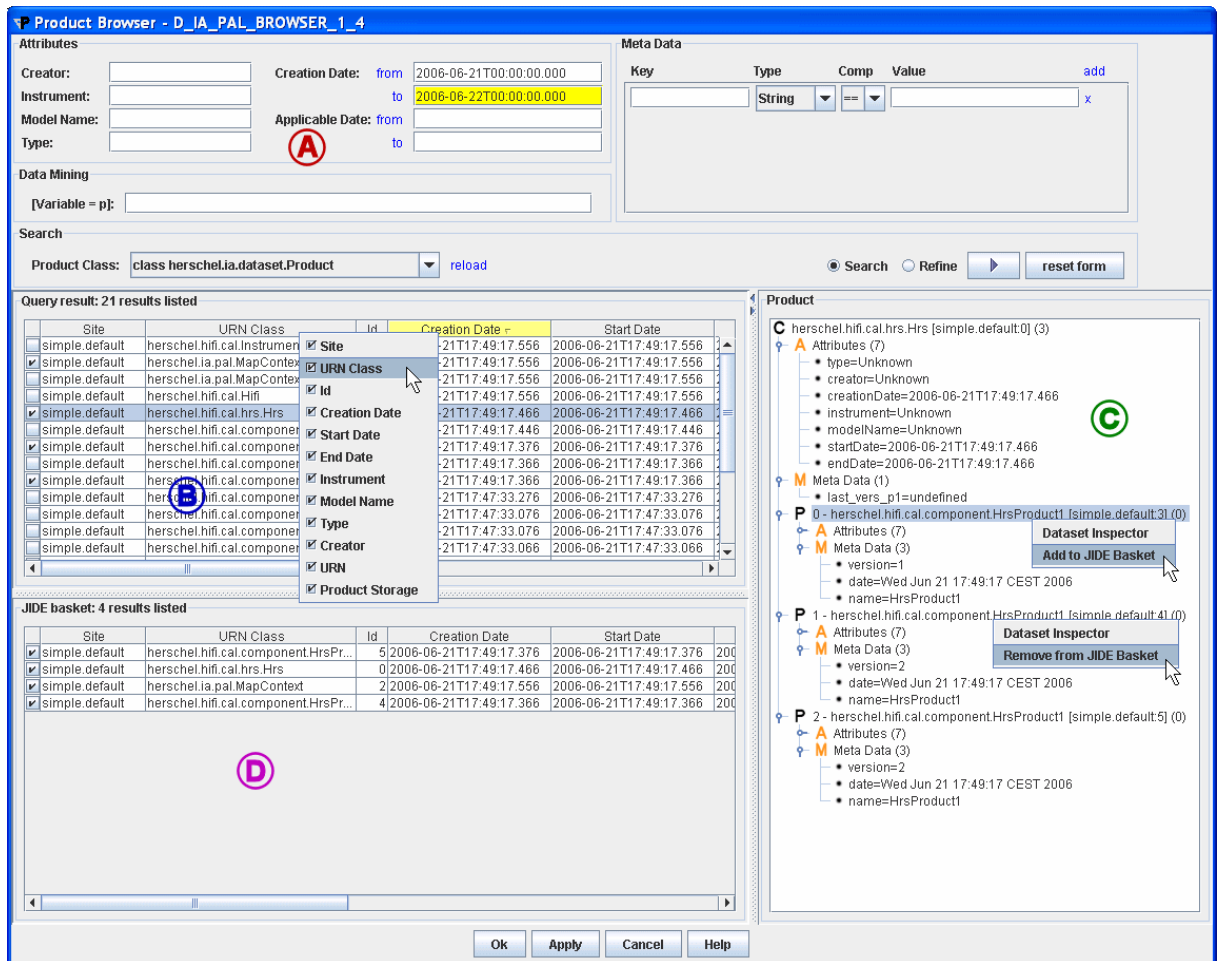 Product Browser - D_IA_PAL_BROWSER_1_4
Attributes
Creator:
Creation Date: from 2006-06-21T00:00:00.000
Instrument:
to 2006-06-22T00:00:00.000
Model Name:
Applicable Date: from
Type:
to
A
Meta Data
Key Type Comp Value add
String == x
Data Mining
[Variable = p]:
Search
Product Class: class herschel.ia.dataset.Product reload
Search Refine reset form
Query result: 21 results listed
Site URN Class Id Creation Date Start Date
simple.default herschel.hifi.cal.Instrumen -21T17:49:17.556 2006-06-21T17:49:17.556
simple.default herschel.ia.pal.MapContex -21T17:49:17.556 2006-06-21T17:49:17.556
simple.default herschel.ia.pal.MapContex -21T17:49:17.556 2006-06-21T17:49:17.556
simple.default herschel.hifi.cal.Hifi -21T17:49:17.556 2006-06-21T17:49:17.556
simple.default herschel.hifi.cal.hrs.Hrs -21T17:49:17.466 2006-06-21T17:49:17.466
simple.default herschel.hifi.cal.componer -21T17:49:17.446 2006-06-21T17:49:17.446
simple.default herschel.hifi.cal.componer -21T17:49:17.376 2006-06-21T17:49:17.376
simple.default herschel.hifi.cal.componer -21T17:49:17.366 2006-06-21T17:49:17.366
simple.default herschel.hifi.cal.componer -21T17:49:17.366 2006-06-21T17:49:17.366
simple.default herschel.hifi.cal.componer -21T17:47:33.276 2006-06-21T17:47:33.276
simple.default herschel.hifi.cal.componer -21T17:47:33.076 2006-06-21T17:47:33.076
simple.default herschel.hifi.cal.componer -21T17:47:33.076 2006-06-21T17:47:33.076
simple.default herschel.hifi.cal.componer -21T17:47:33.066 2006-06-21T17:47:33.066
B
Site
URN Class
Id
Creation Date
Start Date
End Date
Instrument
Model Name
Type
Creator
URN
Product Storage
JIDE basket: 4 results listed
Site URN Class Id Creation Date Start Date
simple.default herschel.hifi.cal.component.HrsPr... 5 2006-06-21T17:49:17.376 2006-06-21T17:49:17.376 200
simple.default herschel.hifi.cal.hrs.Hrs 0 2006-06-21T17:49:17.466 2006-06-21T17:49:17.466 200
simple.default herschel.ia.pal.MapContext 2 2006-06-21T17:49:17.556 2006-06-21T17:49:17.556 200
simple.default herschel.hifi.cal.component.HrsPr... 4 2006-06-21T17:49:17.366 2006-06-21T17:49:17.366 200
D
Product
C herschel.hifi.cal.hrs.Hrs [simple.default:0] (3)
A Attributes (7)
type=Unknown
creator=Unknown
creationDate=2006-06-21T17:49:17.466
instrument=Unknown
modelName=Unknown
startDate=2006-06-21T17:49:17.466
endDate=2006-06-21T17:49:17.466
C
M Meta Data (1)
last_vers_p1=undefined
P 0 - herschel.hifi.cal.component.HrsProduct1 [simple.default:3] (0)
A Attributes (7)
M Meta Data (3)
version=1
date=Wed Jun 21 17:49:17 CEST 2006
name=HrsProduct1
Dataset Inspector
Add to JIDE Basket
P 1 - herschel.hifi.cal.component.HrsProduct1 [simple.default:4] (0)
A Attributes (7)
M Meta Data (3)
version=2
date=Wed Jun 21 17:49:17 CEST 2006
name=HrsProduct1
Dataset Inspector
Remove from JIDE Basket
P 2 - herschel.hifi.cal.component.HrsProduct1 [simple.default:5] (0)
A Attributes (7)
M Meta Data (3)
version=2
date=Wed Jun 21 17:49:17 CEST 2006
name=HrsProduct1
Ok Apply Cancel Help